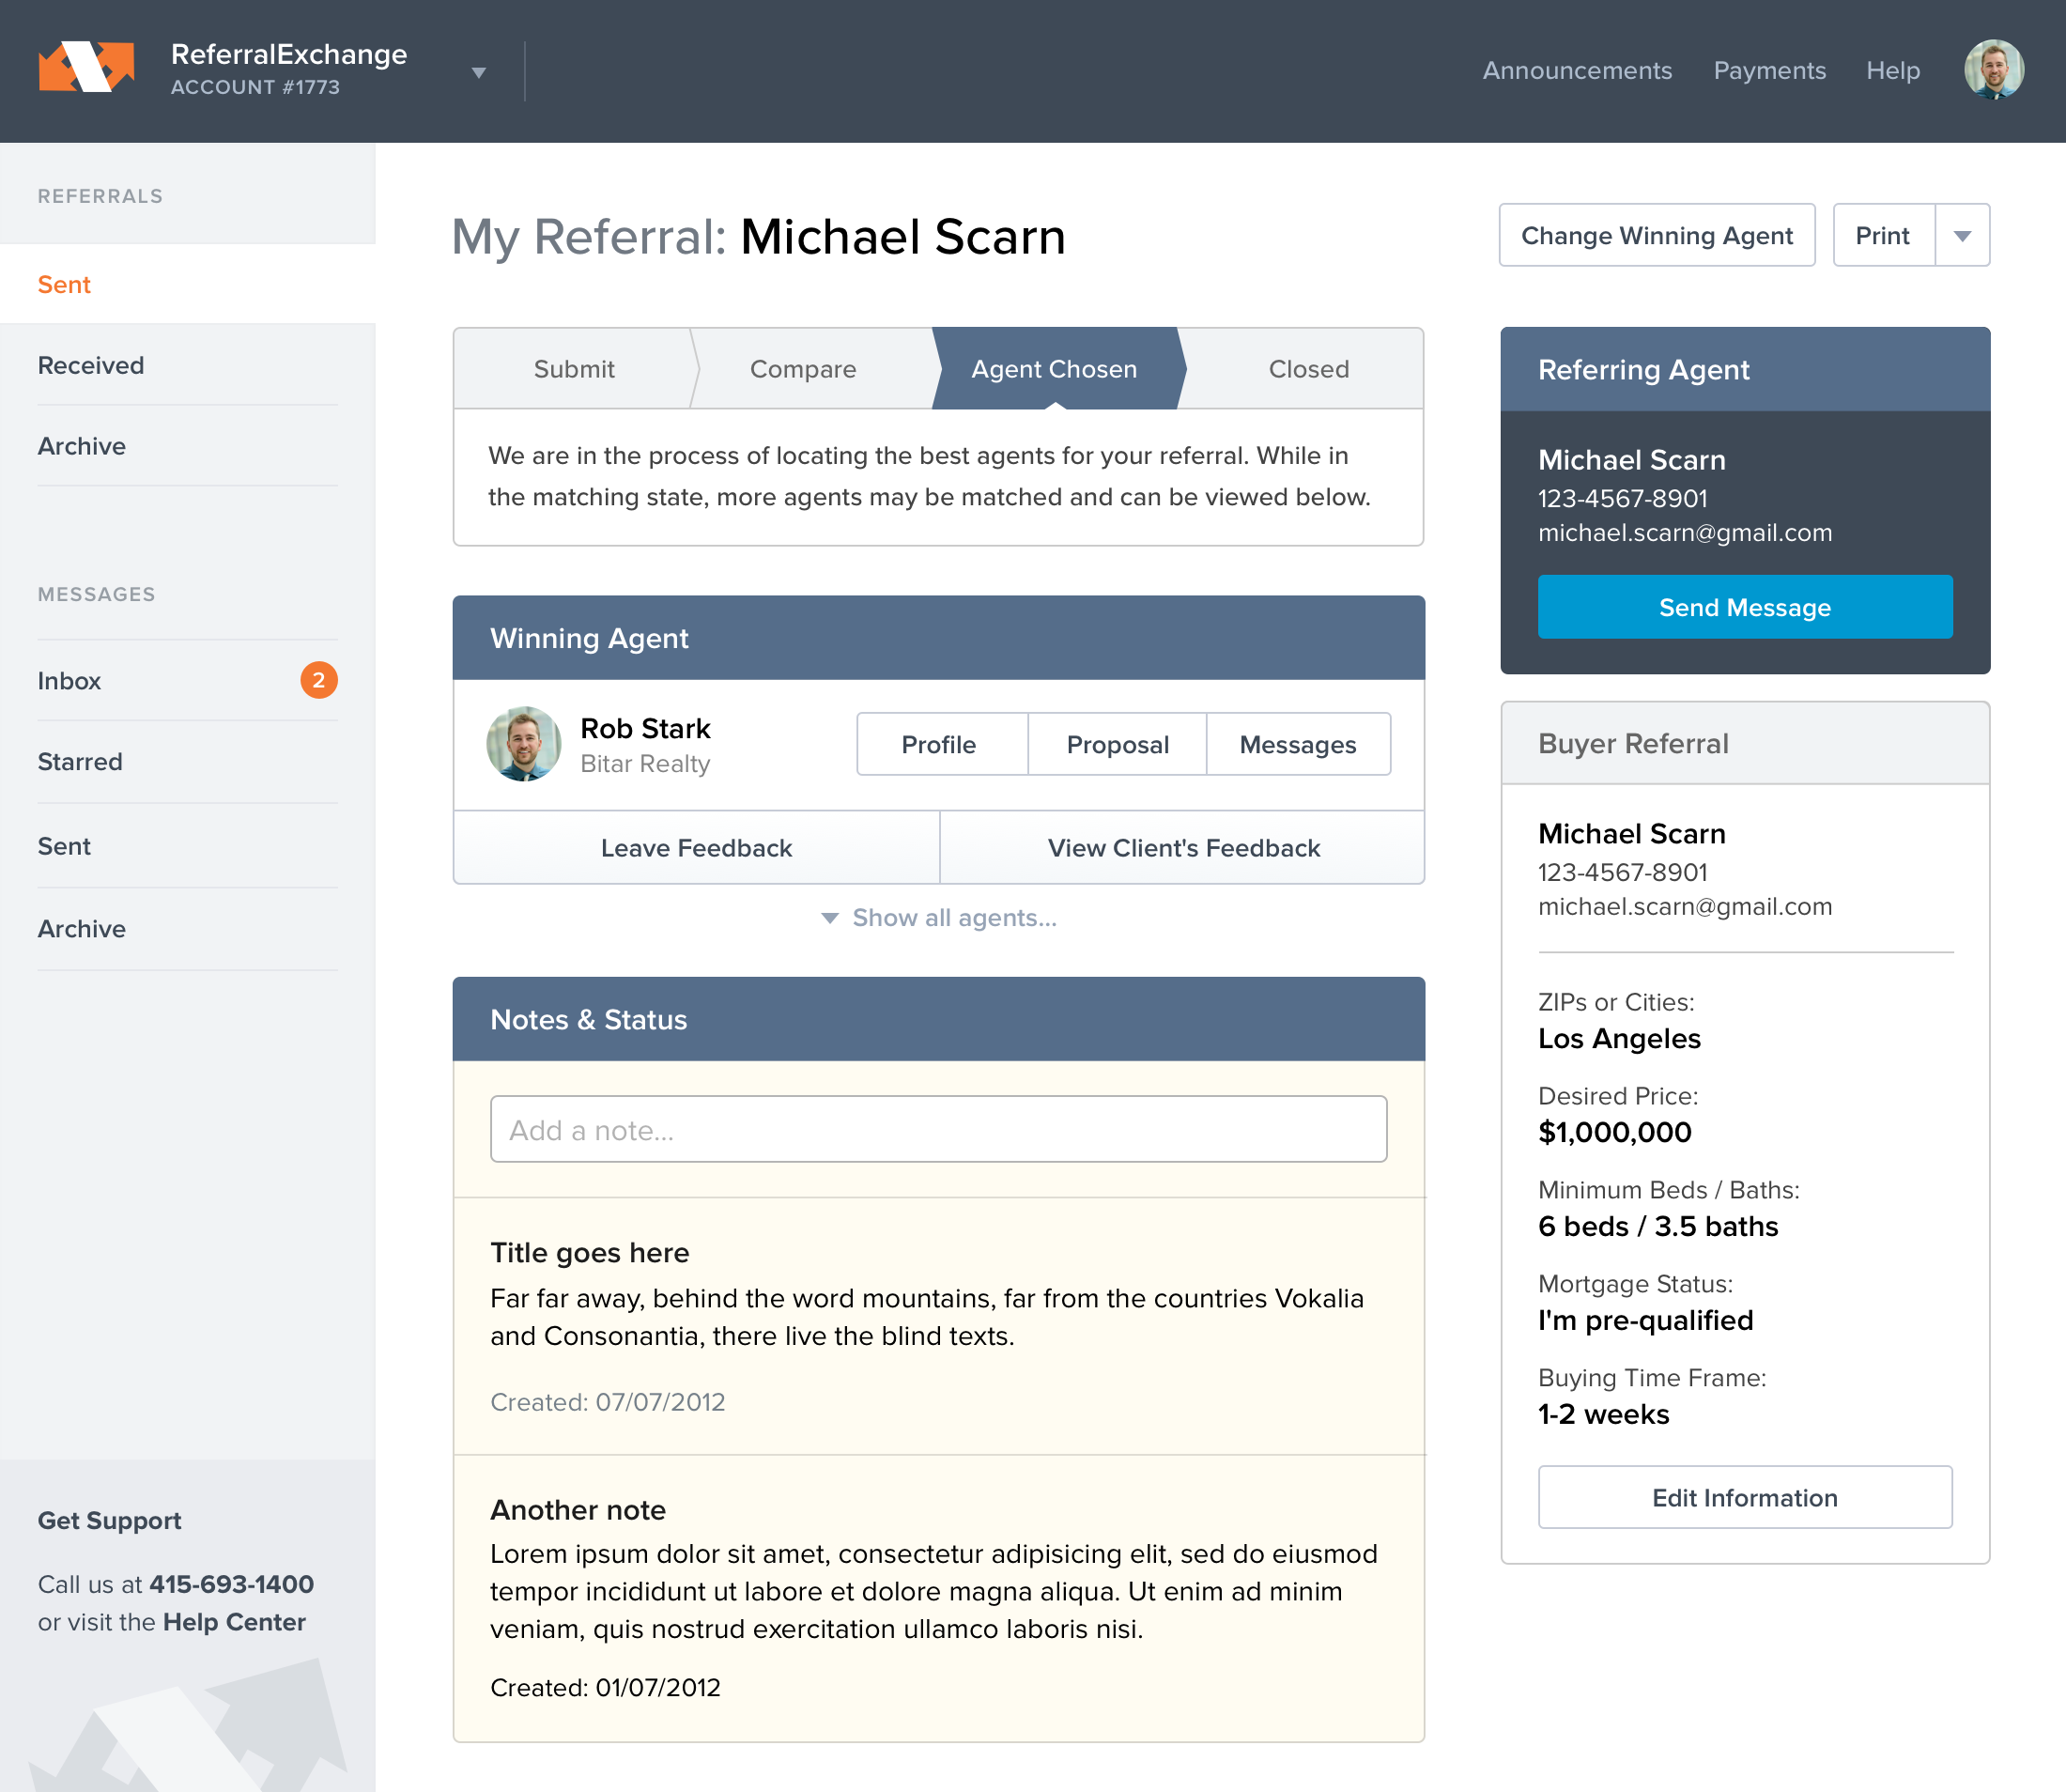 ReferralExchange
ACCOUNT #1773
Announcements
Payments
Help
REFERRALS
Sent
Received
Archive
MESSAGES
Inbox
2
Starred
Sent
Archive
Get Support
Call us at 415-693-1400
or visit the Help Center
My Referral: Michael Scarn
Change Winning Agent
Print
Submit
Compare
Agent Chosen
Closed
We are in the process of locating the best agents for your referral. While in
the matching state, more agents may be matched and can be viewed below.
Winning Agent
Rob Stark
Bitar Realty
Profile
Proposal
Messages
Leave Feedback
View Client's Feedback
Show all agents...
Notes & Status
Add a note...
Title goes here
Far far away, behind the word mountains, far from the countries Vokalia
and Consonantia, there live the blind texts.
Created: 07/07/2012
Another note
Lorem ipsum dolor sit amet, consectetur adipisicing elit, sed do eiusmod
tempor incididunt ut labore et dolore magna aliqua. Ut enim ad minim
veniam, quis nostrud exercitation ullamco laboris nisi.
Created: 01/07/2012
Referring Agent
Michael Scarn
123-4567-8901
michael.scarn@gmail.com
Send Message
Buyer Referral
Michael Scarn
123-4567-8901
michael.scarn@gmail.com
ZIPs or Cities:
Los Angeles
Desired Price:
$1,000,000
Minimum Beds / Baths:
6 beds / 3.5 baths
Mortgage Status:
I'm pre-qualified
Buying Time Frame:
1-2 weeks
Edit Information